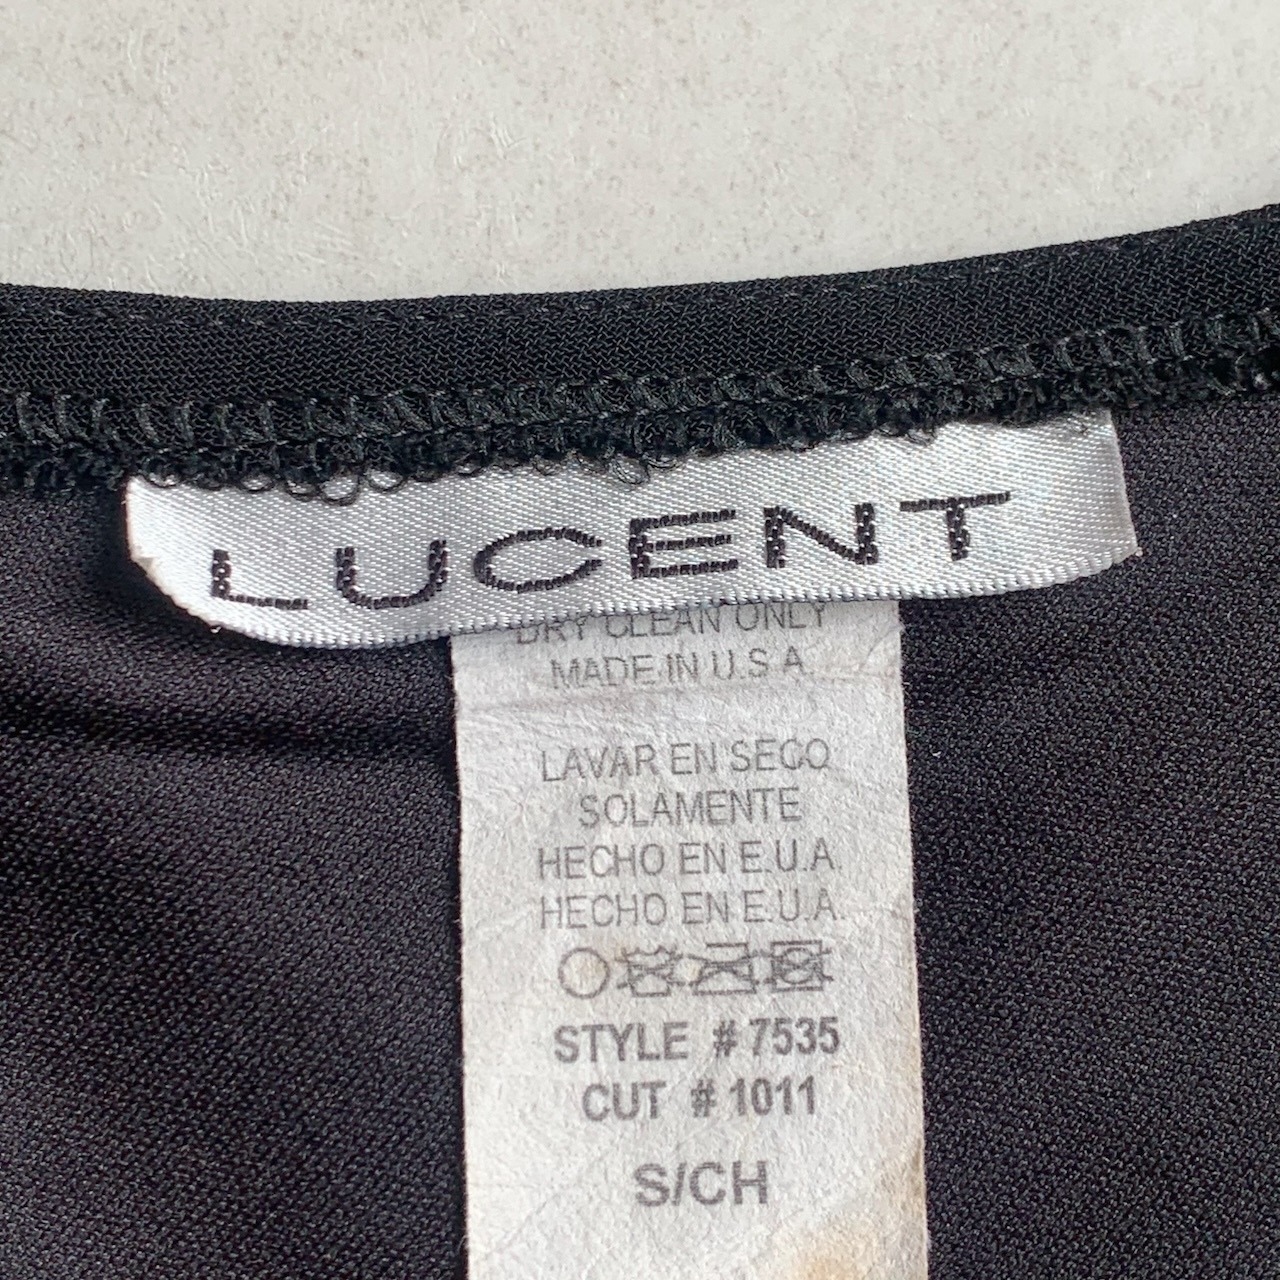 LUCENT
DRY CLEAN ONLY
MADE IN U.S.A.
LAVAR EN SECO
SOLAMENTE
HECHO EN E.U.A.
HECHO EN E.U.A.
STYLE # 7535
CUT # 1011
S/CH